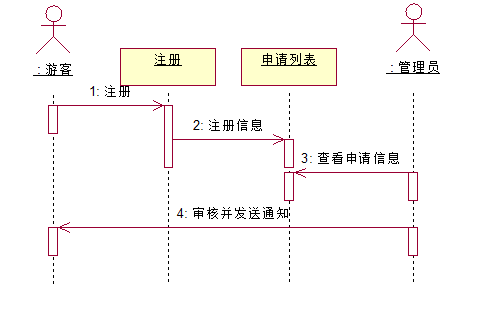 : 游客
注册
申请列表
: 管理员
1: 注册
2: 注册信息
3: 查看申请信息
4: 审核并发送通知